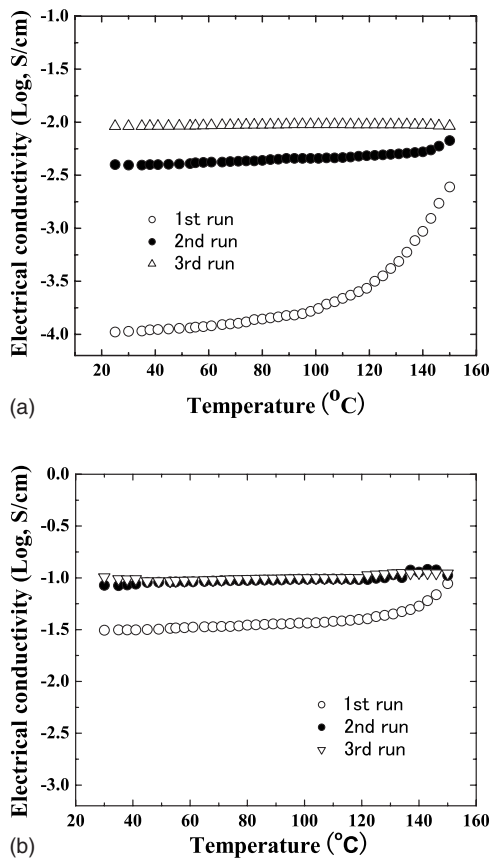 Electrical conductivity (Log, S/cm)
-1.0
-1.5
-2.0
-2.5
-3.0
-3.5
-4.0
1st run
2nd run
3rd run
20 40 60 80 100 120 140 160
(a)
Temperature (°C)
Electrical conductivity (Log, S/cm)
0.0
-0.5
-1.0
-1.5
-2.0
-2.5
-3.0
1st run
2nd run
3rd run
20 40 60 80 100 120 140 160
(b)
Temperature (°C)